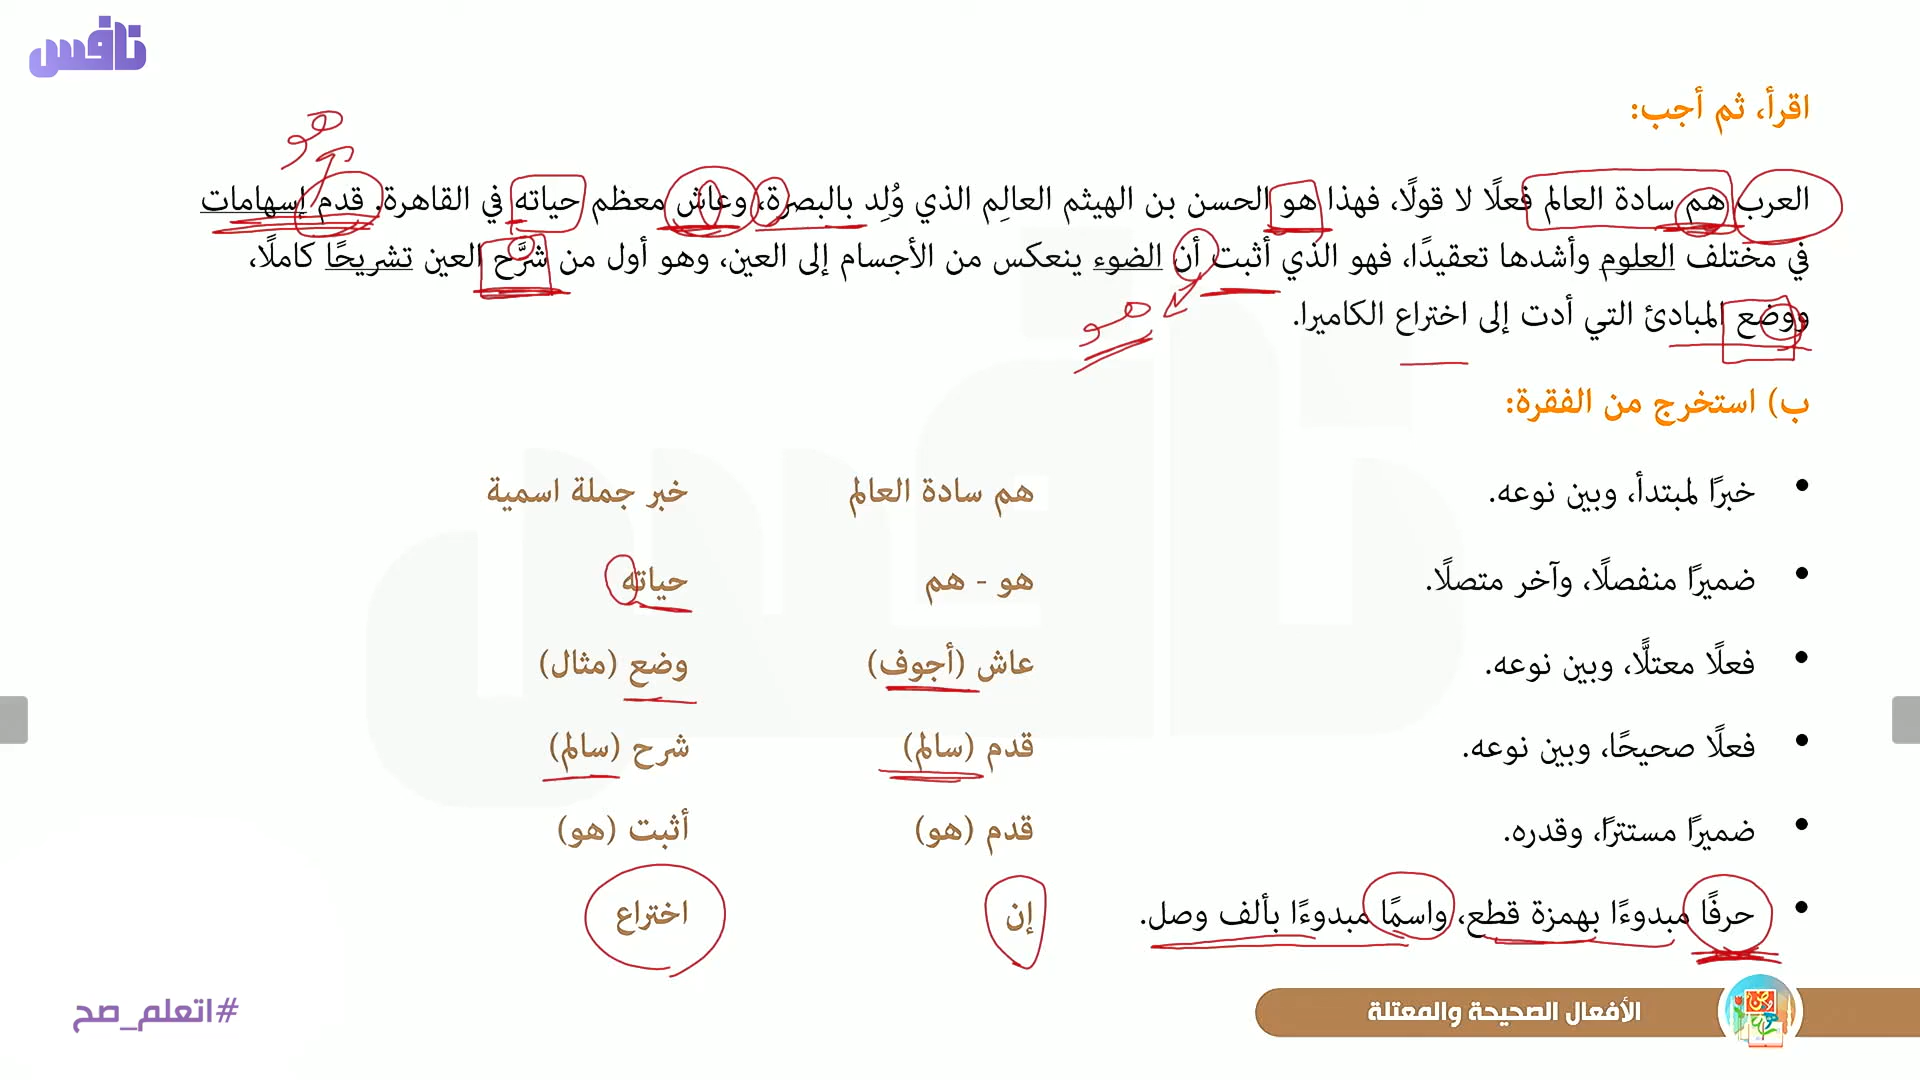 نافس
اقرأ، ثم أجب:
هو
العرب هم سادة العالم فعلًا لا قولًا، فهذا هو الحسن بن الهيثم العالِم الذي وُلِد بالبصرة، وعاش معظم حياته في القاهرة. قدم إسهامات
في مختلف العلوم وأشدها تعقيدًا، فهو الذي أثبت أن الضوء ينعكس من الأجسام إلى العين، وهو أول من شرَّح العين تشريحًا كاملًا،
هو
ووضع المبادئ التي أدت إلى اختراع الكاميرا.
ب) استخرج من الفقرة:
• خبرًا لمبتدأ، وبين نوعه. هم سادة العالم خبر جملة اسمية
• ضميرًا منفصلًا، وآخر متصلًا. هو - هم حياته
• فعلًا معتلًّا، وبين نوعه. عاش (أجوف) وضع (مثال)
• فعلًا صحيحًا، وبين نوعه. قدم (سالم) شرح (سالم)
• ضميرًا مستترًا، وقدره. قدم (هو) أثبت (هو)
• حرفًا مبدوءًا بهمزة قطع، واسمًا مبدوءًا بألف وصل. إن اختراع
الأفعال الصحيحة والمعتلة
#اتعلم_صح